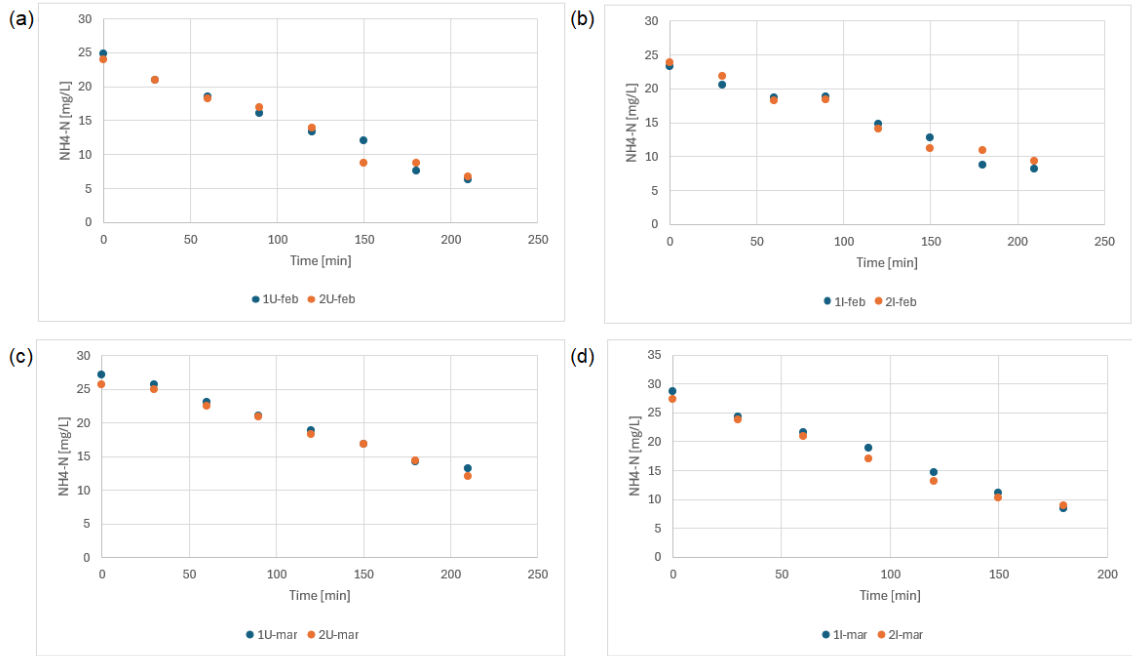 (a)
30
25
20
15
10
5
0
NH4-N [mg/L]
0 50 100 150 200 250
Time [min]
1U-feb 2U-feb
(b)
30
25
20
15
10
5
0
NH4-N [mg/L]
0 50 100 150 200 250
Time [min]
1I-feb 2I-feb
(c)
30
25
20
15
10
5
0
NH4-N [mg/L]
0 50 100 150 200 250
Time [min]
1U-mar 2U-mar
(d)
35
30
25
20
15
10
5
0
NH4-N [mg/L]
0 50 100 150 200
Time [min]
1I-mar 2I-mar